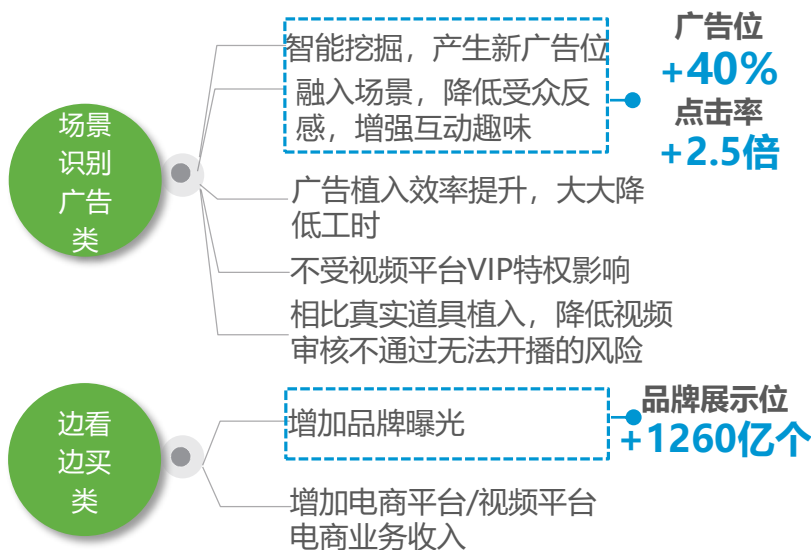 场景
识别
广告
类
智能挖掘，产生新广告位
融入场景，降低受众反
感，增强互动趣味
广告位
+40%
点击率
+2.5倍
广告植入效率提升，大大降
低工时
不受视频平台VIP特权影响
相比真实道具植入，降低视频
审核不通过无法开播的风险
边看
边买
类
增加品牌曝光
品牌展示位
+1260亿个
增加电商平台/视频平台
电商业务收入